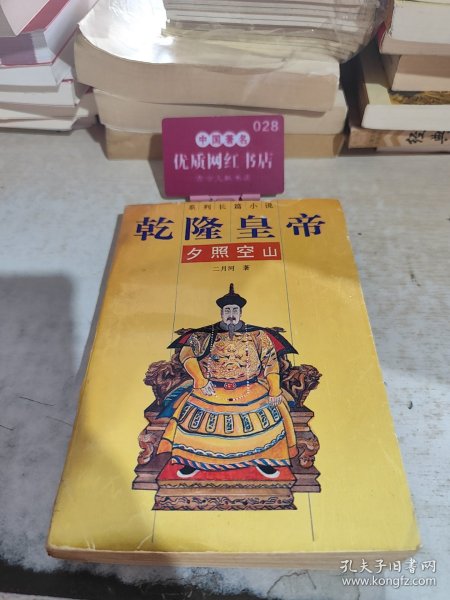 028
中国著名
优质网红书店
系列长篇小说
乾隆皇帝
夕照空山
二月河 著
经典
孔夫子旧书网
www.kongfz.com